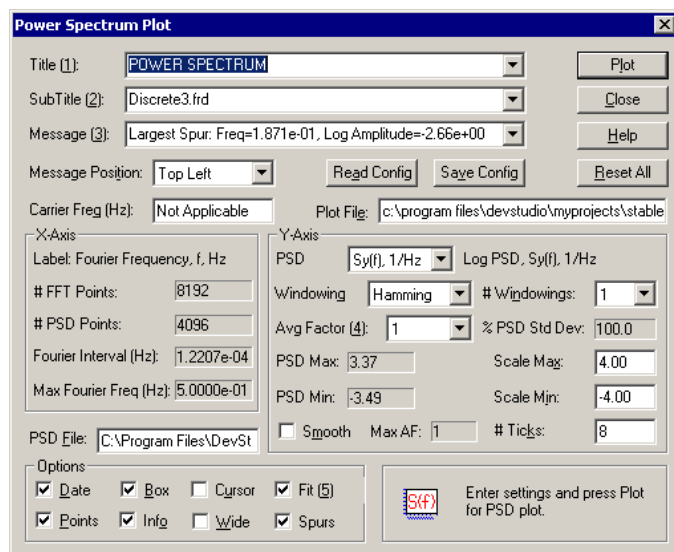 Power Spectrum Plot
Title (1): POWER SPECTRUM Plot
SubTitle (2): Discrete3.frd Close
Message (3): Largest Spur: Freq=1.871e-01, Log Amplitude=-2.66e+00 Help
Message Position: Top Left Read Config Save Config Reset All
Carrier Freq (Hz): Not Applicable Plot File: c:\program files\devstudio\myprojects\stable
X-Axis
Label: Fourier Frequency, f, Hz
# FFT Points: 8192
# PSD Points: 4096
Fourier Interval (Hz): 1.2207e-04
Max Fourier Freq (Hz): 5.0000e-01
Y-Axis
PSD Sy(f), 1/Hz Log PSD, Sy(f), 1/Hz
Windowing Hamming # Windowings: 1
Avg Factor (4): 1 % PSD Std Dev: 100.0
PSD Max: 3.37 Scale Max: 4.00
PSD Min: -3.49 Scale Min: -4.00
Smooth Max AF: 1 # Ticks: 8
PSD File: C:\Program Files\DevSt
Options
Date Box Cursor Fit (5)
Points Info Wide Spurs
S(f)
Enter settings and press Plot
for PSD plot.